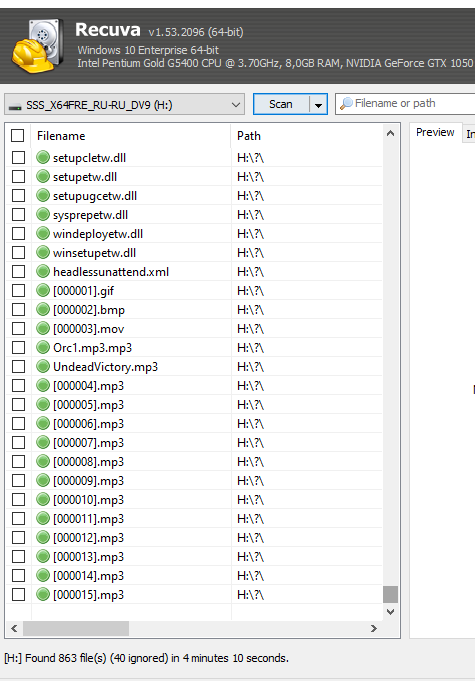 Recuva v1.53.2096 (64-bit)
Windows 10 Enterprise 64-bit
Intel Pentium Gold G5400 CPU @ 3.70GHz, 8,0GB RAM, NVIDIA GeForce GTX 1050
SSS_X64FRE_RU-RU_DV9 (H:) Scan Filename or path
Filename Path Preview
setupcletw.dll H:\?\
setupetw.dll H:\?\
setupugcetw.dll H:\?\
sysprepetw.dll H:\?\
windeployetw.dll H:\?\
winsetupetw.dll H:\?\
headlessunattend.xml H:\?\
[000001].gif H:\?\
[000002].bmp H:\?\
[000003].mov H:\?\
Orc1.mp3.mp3 H:\?\
UndeadVictory.mp3 H:\?\
[000004].mp3 H:\?\
[000005].mp3 H:\?\
[000006].mp3 H:\?\
[000007].mp3 H:\?\
[000008].mp3 H:\?\
[000009].mp3 H:\?\
[000010].mp3 H:\?\
[000011].mp3 H:\?\
[000012].mp3 H:\?\
[000013].mp3 H:\?\
[000014].mp3 H:\?\
[000015].mp3 H:\?\
[H:] Found 863 file(s) (40 ignored) in 4 minutes 10 seconds.